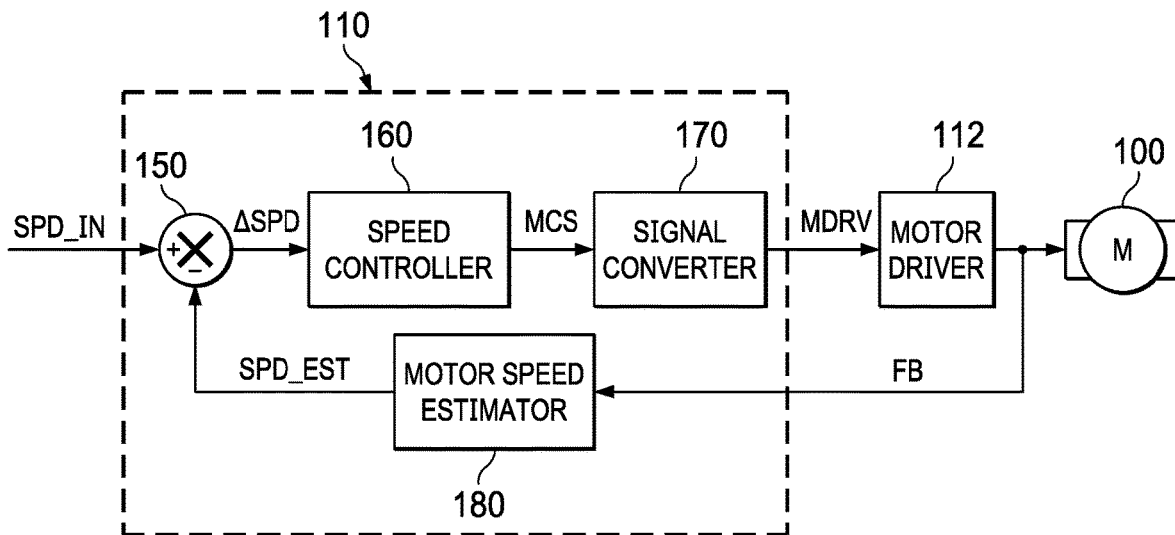 110
150
160
170
112
100
SPD_IN
+
−
ΔSPD
SPEED
CONTROLLER
MCS
SIGNAL
CONVERTER
MDRV
MOTOR
DRIVER
M
SPD_EST
MOTOR SPEED
ESTIMATOR
FB
180